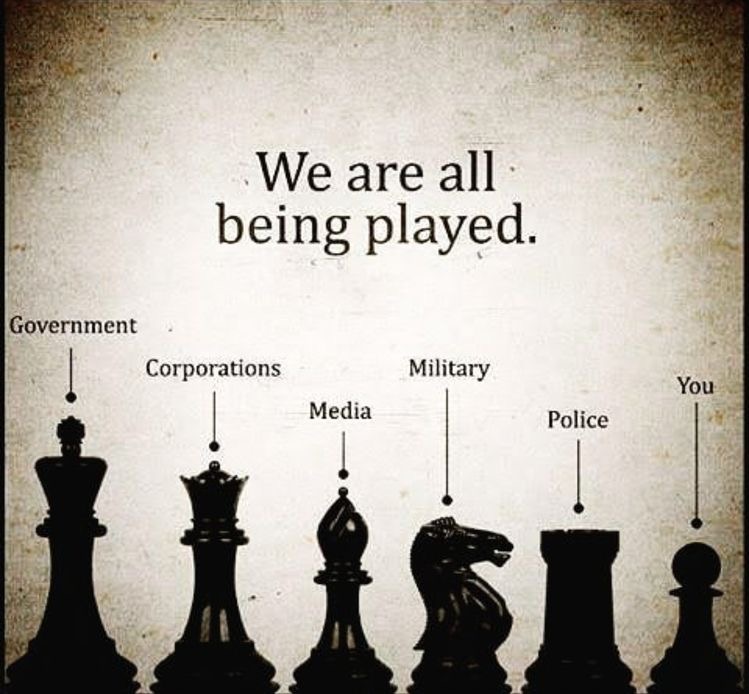 We are all
being played.
Government
Corporations
Media
Military
Police
You